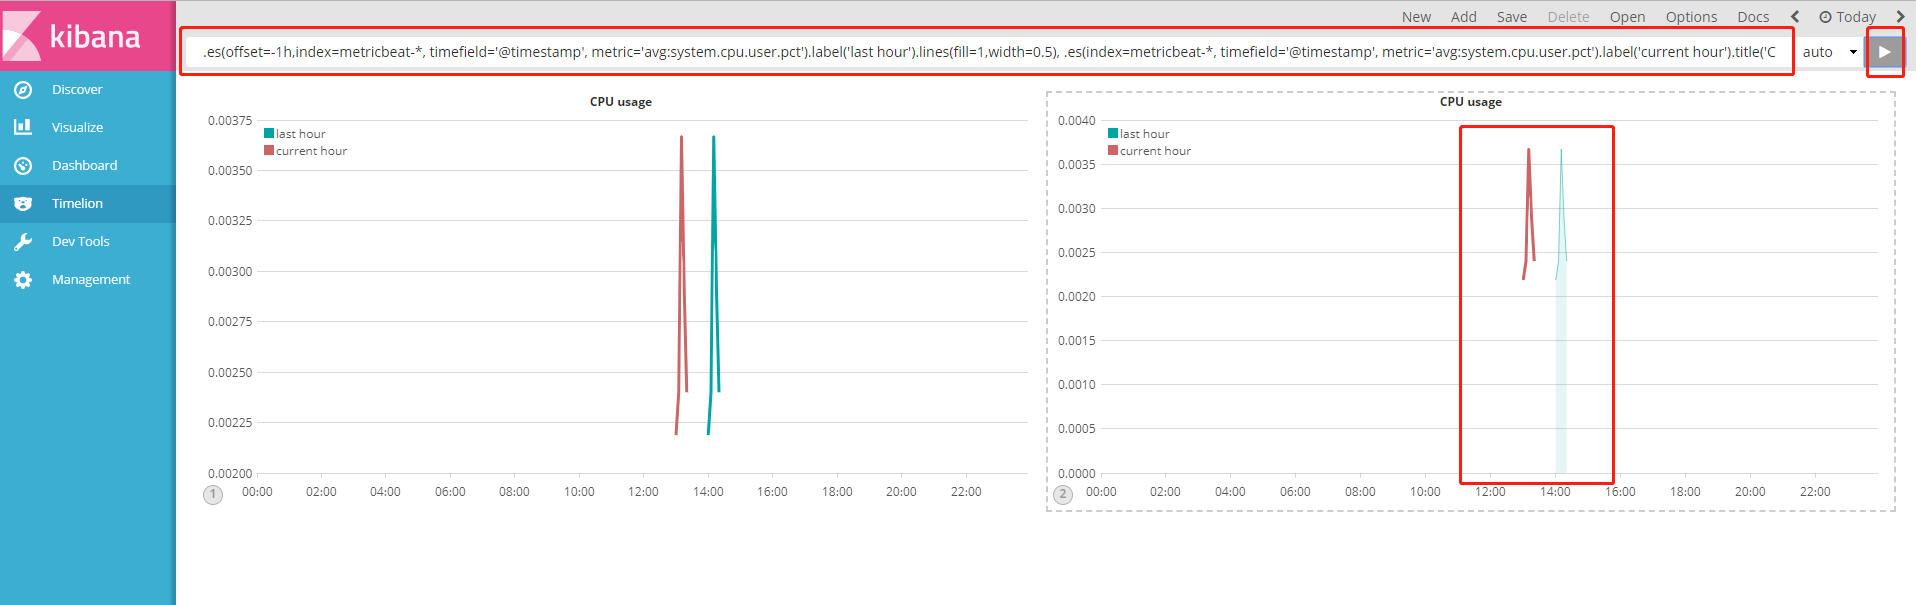 kibana
New Add Save Delete Open Options Docs Today
.es(offset=-1h,index=metricbeat-*, timefield='@timestamp', metric='avg:system.cpu.user.pct').label('last hour').lines(fill=1,width=0.5), .es(index=metricbeat-*, timefield='@timestamp', metric='avg:system.cpu.user.pct').label('current hour').title('C
auto
Discover
Visualize
Dashboard
Timelion
Dev Tools
Management
CPU usage
last hour
current hour
0.00375
0.00350
0.00325
0.00300
0.00275
0.00250
0.00225
0.00200
1
00:00 02:00 04:00 06:00 08:00 10:00 12:00 14:00 16:00 18:00 20:00 22:00
CPU usage
last hour
current hour
0.0040
0.0035
0.0030
0.0025
0.0020
0.0015
0.0010
0.0005
0.0000
2
00:00 02:00 04:00 06:00 08:00 10:00 12:00 14:00 16:00 18:00 20:00 22:00